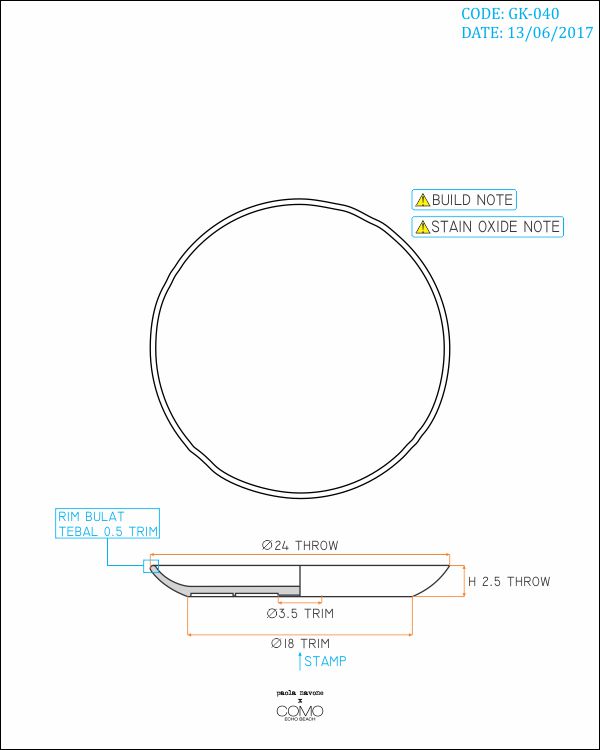 CODE: GK-040
DATE: 13/06/2017
BUILD NOTE
STAIN OXIDE NOTE
RIM BULAT
TEBAL 0.5 TRIM
Ø24 THROW
H 2.5 THROW
Ø3.5 TRIM
Ø18 TRIM
STAMP
paola navone
x
COMO
ECHO BEACH